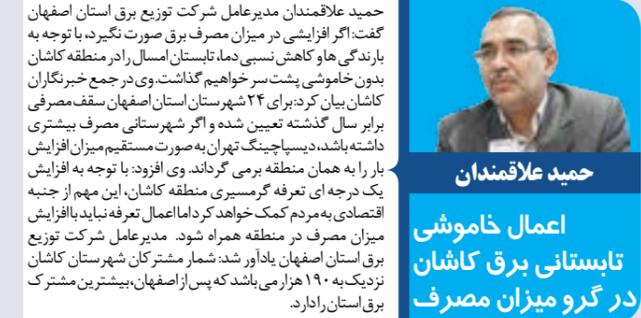 حمید علاقمندان
اعمال خاموشی
تابستانی برق کاشان
در گرو میزان مصرف
حمید علاقمندان مدیرعامل شرکت توزیع برق استان اصفهان
گفت: اگر افزایشی در میزان مصرف برق صورت نگیرد، با توجه به
بارندگی ها و کاهش نسبی دما، تابستان امسال را در منطقه کاشان
بدون خاموشی پشت سر خواهیم گذاشت. وی در جمع خبرنگاران
کاشان بیان کرد: برای ۲۴ شهرستان استان اصفهان سقف مصرفی
برابر سال گذشته تعیین شده و اگر شهرستانی مصرف بیشتری
داشته باشد، دیسپاچینگ تهران به صورت مستقیم میزان افزایش
بار را به همان منطقه برمی گرداند. وی افزود: با توجه به افزایش
یک درجه ای تعرفه گرمسیری منطقه کاشان، این مهم از جنبه
اقتصادی به مردم کمک خواهد کرد اما اعمال تعرفه نباید با افزایش
میزان مصرف در منطقه همراه شود. مدیرعامل شرکت توزیع
برق استان اصفهان یادآور شد: شمار مشترکان شهرستان کاشان
نزدیک به ۱۹۰ هزار می باشد که پس از اصفهان، بیشترین مشترک
برق استان را دارد.